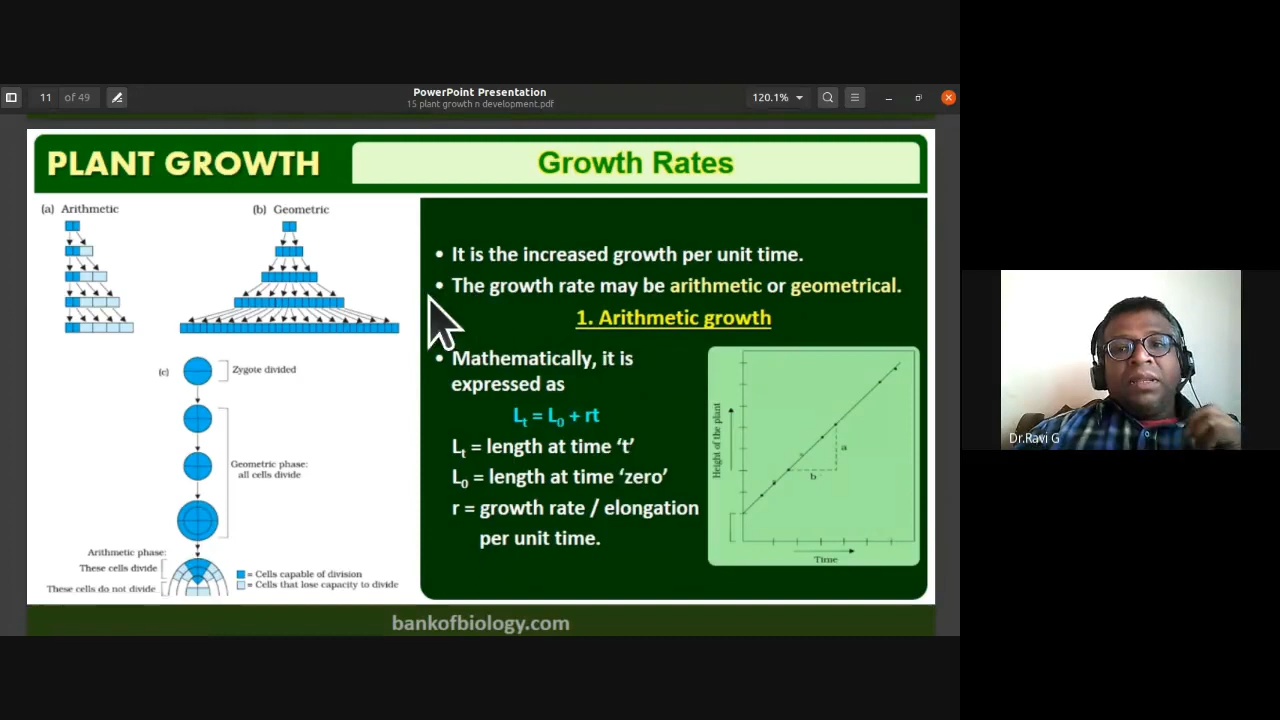 11 of 49
PowerPoint Presentation
15 plant growth n development.pdf
120.1%
PLANT GROWTH
Growth Rates
(a) Arithmetic
(b) Geometric
(c)
Zygote divided
Geometric phase:
all cells divide
Arithmetic phase:
These cells divide
These cells do not divide
= Cells capable of division
= Cells that lose capacity to divide
• It is the increased growth per unit time.
• The growth rate may be arithmetic or geometrical.
1. Arithmetic growth
• Mathematically, it is
expressed as
Lt = L0 + rt
Lt = length at time ‘t’
L0 = length at time ‘zero’
r = growth rate / elongation
per unit time.
Height of the plant
a
b
Time
bankofbiology.com
Dr.Ravi G